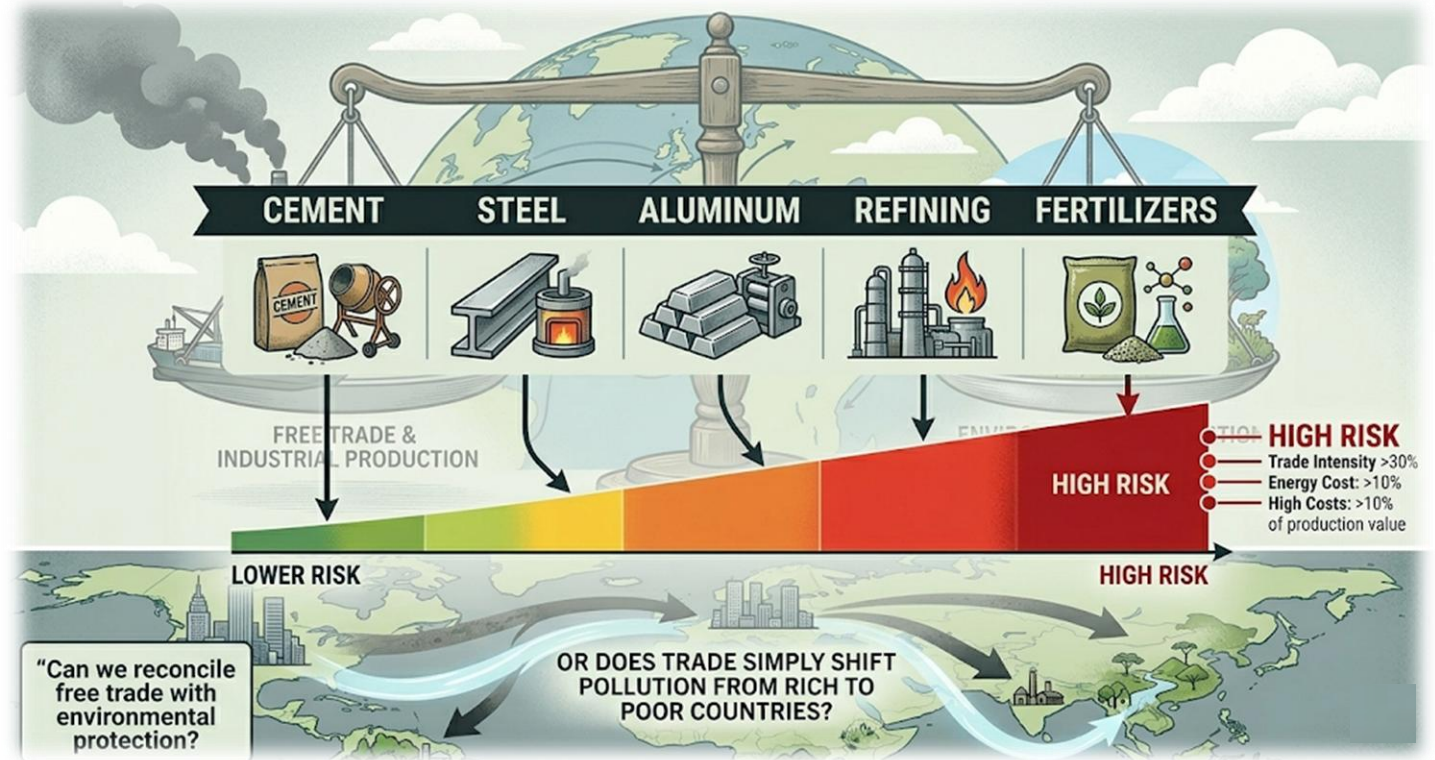 CEMENT STEEL ALUMINUM REFINING FERTILIZERS
CEMENT
FREE TRADE &
INDUSTRIAL PRODUCTION
HIGH RISK
HIGH RISK
Trade Intensity >30%
Energy Cost: >10%
High Costs: >10%
of production value
LOWER RISK
HIGH RISK
"Can we reconcile
free trade with
environmental
protection?
OR DOES TRADE SIMPLY SHIFT
POLLUTION FROM RICH TO
POOR COUNTRIES?